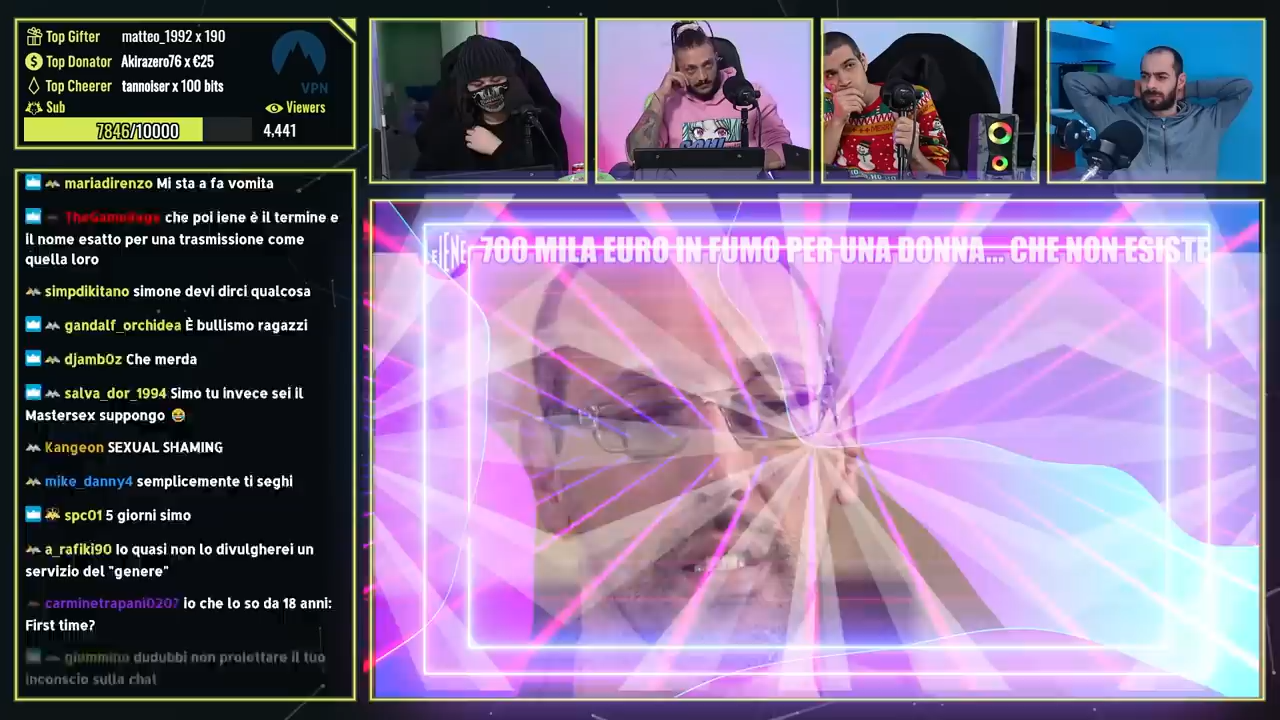 Top Gifter matteo_1992 x 190
Top Donator Akirazero76 x €25
Top Cheerer tannoiser x 100 bits
VPN
Sub Viewers
7846/10000 4,441
mariadirenzo Mi sta a fa vomita
che poi iene è il termine e
il nome esatto per una trasmissione come
quella loro
simpdikitano simone devi dirci qualcosa
gandalf_orchidea È bullismo ragazzi
djamb0z Che merda
salva_dor_1994 Simo tu invece sei il
Mastersex suppongo 😂
Kangeon SEXUAL SHAMING
mike_danny4 semplicemente ti seghi
spc01 5 giorni simo
a_rafiki90 Io quasi non lo divulgherei un
servizio del "genere"
carminetrapani0207 io che lo so da 18 anni:
First time?
giummino dudubbi non proiettare il tuo
inconscio sulla chat
LE IENE 700 MILA EURO IN FUMO PER UNA DONNA... CHE NON ESISTE